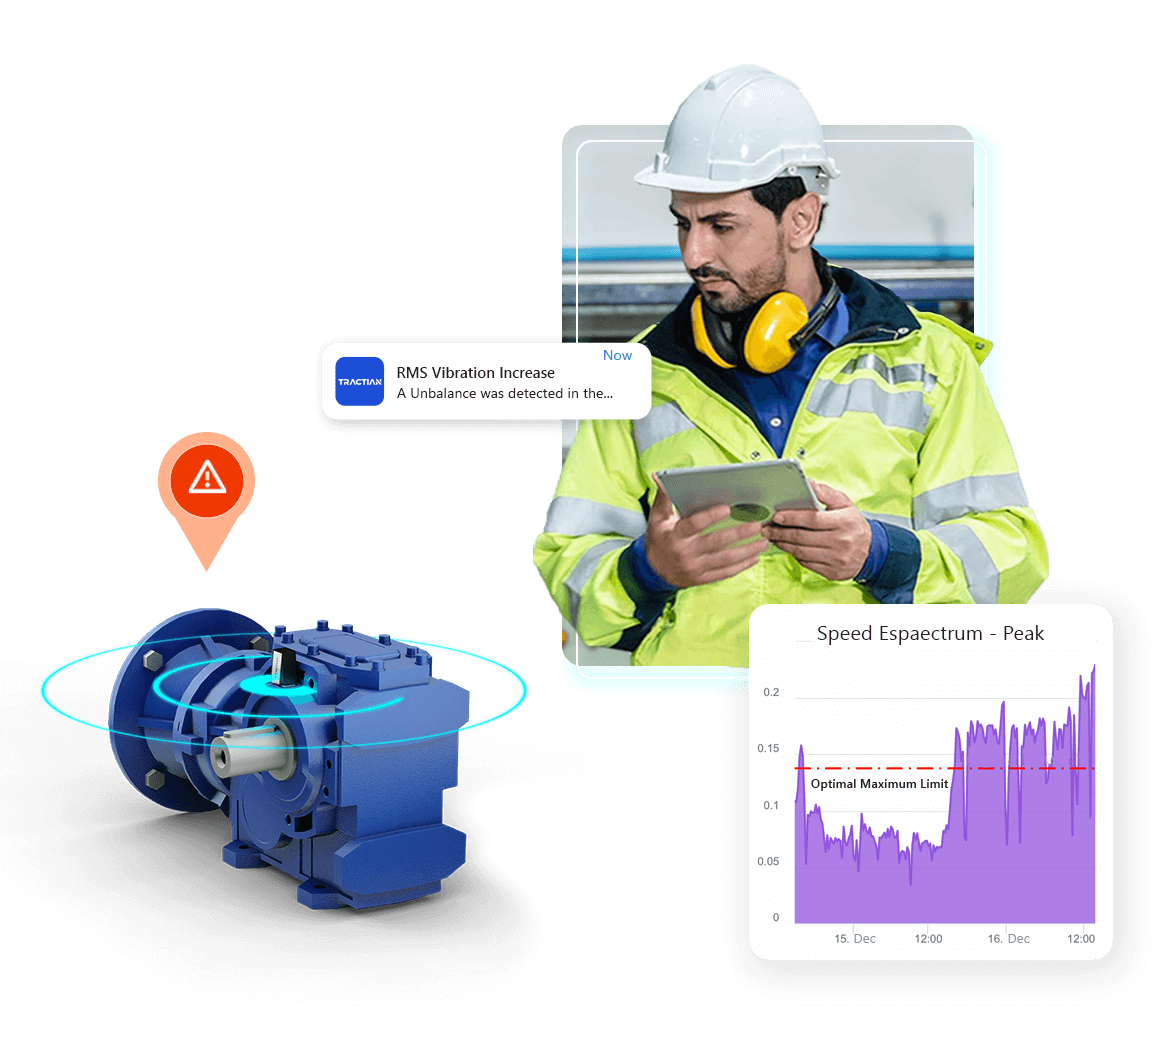 Now
TRACTIAN
RMS Vibration Increase
A Unbalance was detected in the...
Speed Espaectrum - Peak
0.2
0.15
Optimal Maximum Limit
0.1
0.05
0
15. Dec
12:00
16. Dec
12:00